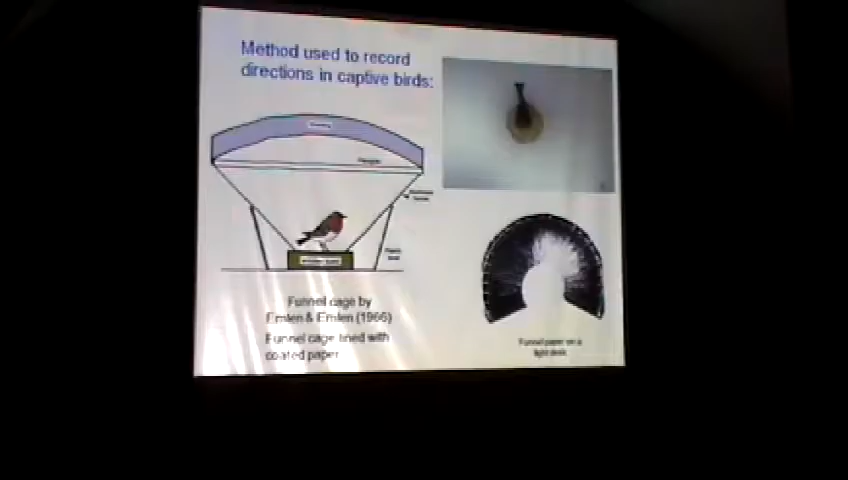 Method used to record
directions in captive birds:
Funnel cage by
Emlen & Emlen (1966)
Funnel cage lined with
coated paper
Funnel paper on a
light desk